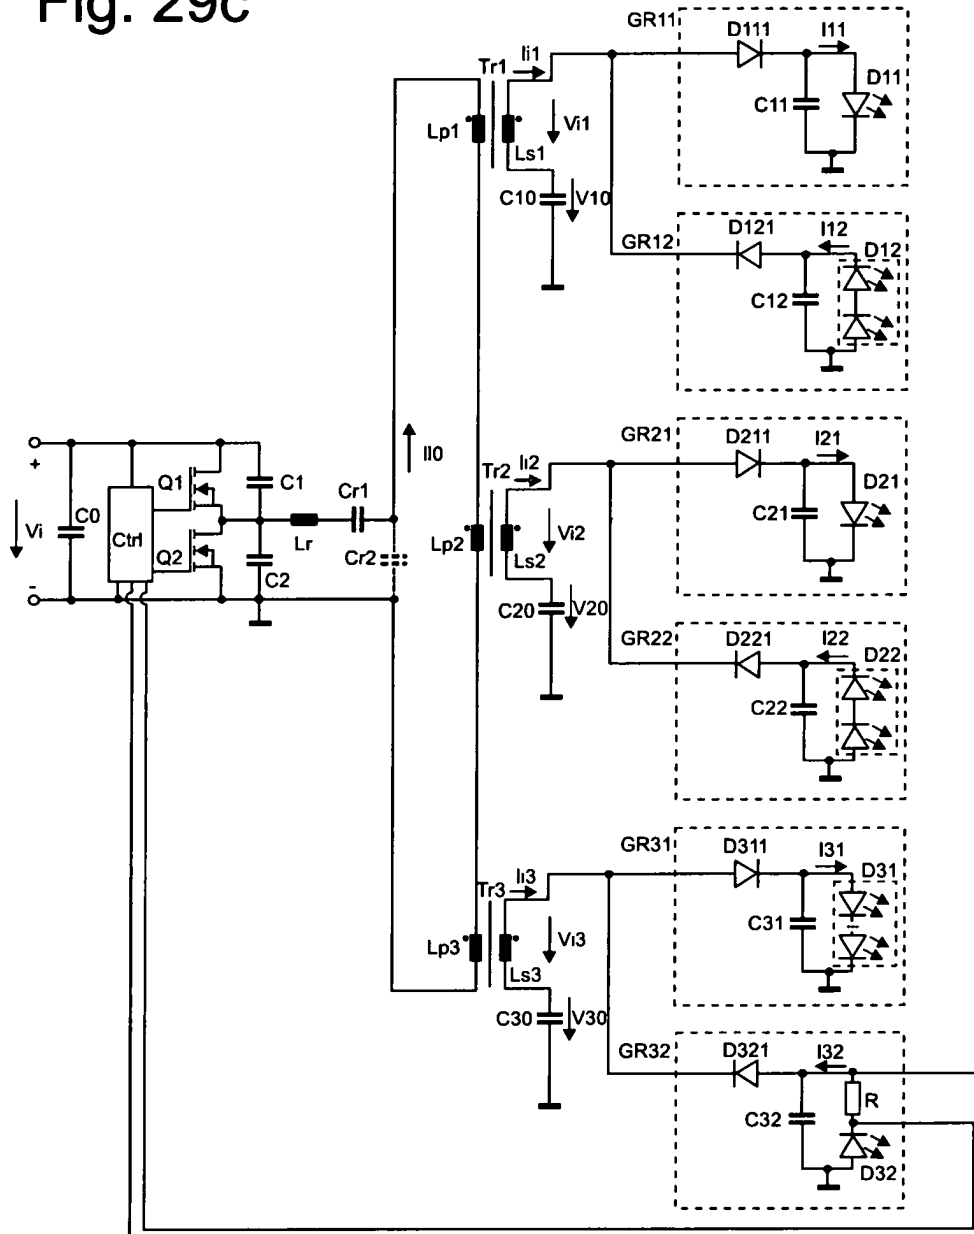 Fig. 29c
GR11
D111
I11
D11
C11
Tr1
Ii1
Lp1
Ls1
Vi1
C10
V10
GR12
D121
I12
D12
C12
+
-
Vi
C0
Ctrl
Q1
Q2
C1
C2
Lr
Cr1
Cr2
Il0
GR21
D211
I21
D21
C21
Tr2
Ii2
Lp2
Ls2
Vi2
C20
V20
GR22
D221
I22
D22
C22
GR31
D311
I31
D31
C31
Tr3
Ii3
Lp3
Ls3
Vi3
C30
V30
GR32
D321
I32
R
C32
D32